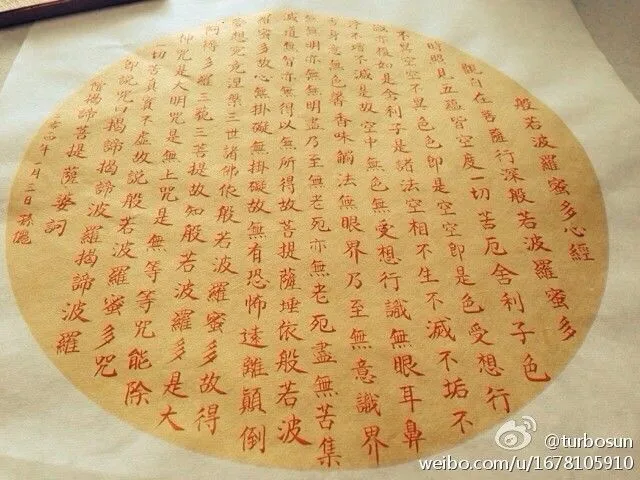 般若波羅蜜多心經
觀自在菩薩行深般若波羅蜜多
時照見五蘊皆空度一切苦厄舍利子色
不異空空不異色色即是空空即是色受想行
識亦復如是舍利子是諸法空相不生不滅不垢不
不增不減是故空中無色無受想行識無眼耳鼻
舌身意無色聲香味觸法無眼界乃至無意識界
無無明亦無無明盡乃至無老死亦無老死盡無苦集
滅道無智亦無得以無所得故菩提薩埵依般若波
羅蜜多故心無掛礙無掛礙故無有恐怖遠離顛倒
夢想究竟涅槃三世諸佛依般若波羅蜜多故得
阿耨多羅三藐三菩提故知般若波羅蜜多是大
神咒是大明咒是無上咒是無等等咒能除
一切苦真實不虛故說般若波羅蜜多咒
即說咒曰揭諦揭諦波羅揭諦波羅
僧揭諦菩提薩婆訶
四年一月三日 孫儷
@turbosun
weibo.com/u/1678105910